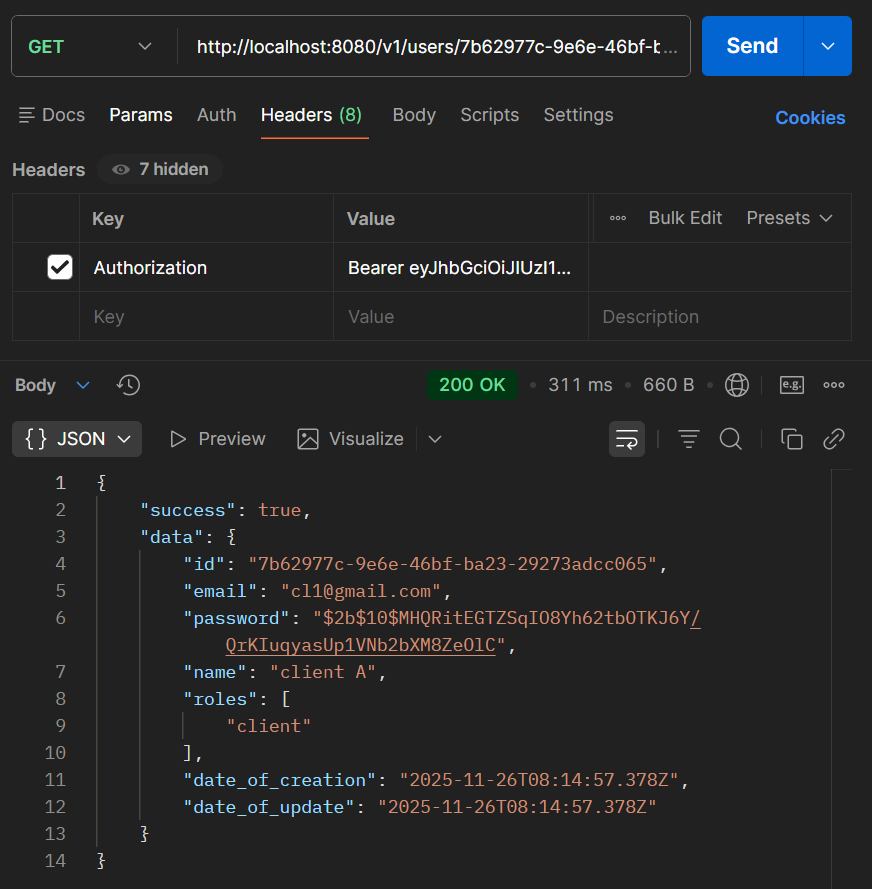 GET http://localhost:8080/v1/users/7b62977c-9e6e-46bf-b... Send
Docs Params Auth Headers (8) Body Scripts Settings Cookies
Headers 7 hidden
Key Value Bulk Edit Presets
Authorization Bearer eyJhbGciOiJIUzI1...
Key Value Description
Body 200 OK • 311 ms • 660 B • e.g.
{} JSON Preview Visualize
1 {
2 "success": true,
3 "data": {
4 "id": "7b62977c-9e6e-46bf-ba23-29273adcc065",
5 "email": "cl1@gmail.com",
6 "password": "$2b$10$MHQRitEGTZSqIO8Yh62tbOTKJ6Y/
QrKIuqyasUp1VNb2bXM8ZeOlC",
7 "name": "client A",
8 "roles": [
9 "client"
10 ],
11 "date_of_creation": "2025-11-26T08:14:57.378Z",
12 "date_of_update": "2025-11-26T08:14:57.378Z"
13 }
14 }